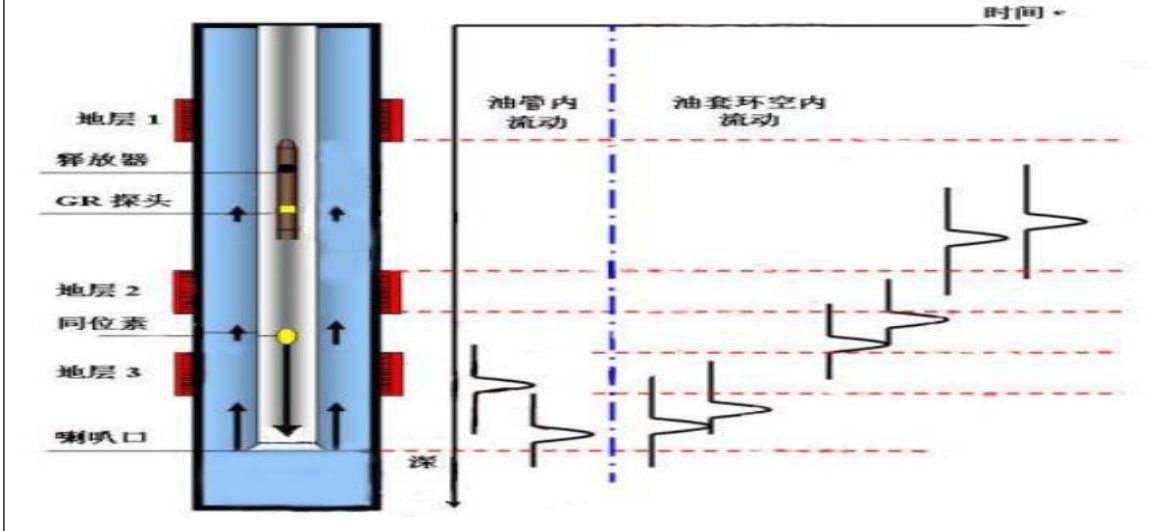 时间
油管内
流动
油套环空内
流动
地层 1
释放器
GR 探头
地层 2
同位素
地层 3
喇叭口
深